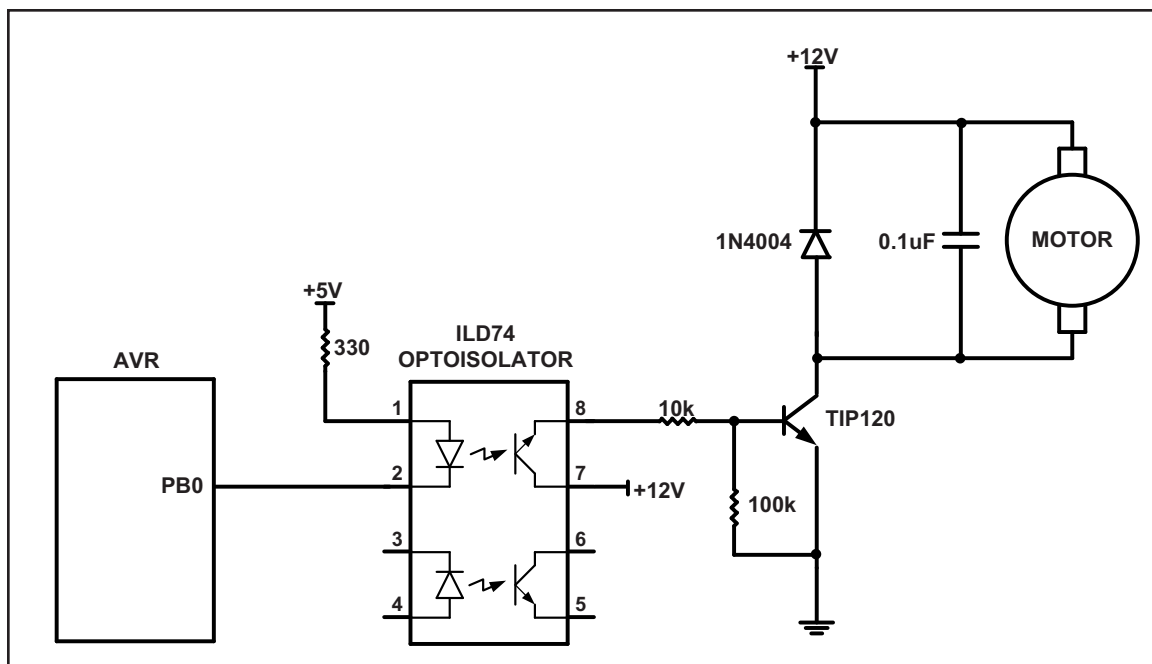 +12V
1N4004
0.1uF
MOTOR
+5V
330
ILD74
OPTOISOLATOR
AVR
1
8
10k
TIP120
PB0
2
7
+12V
100k
3
6
4
5